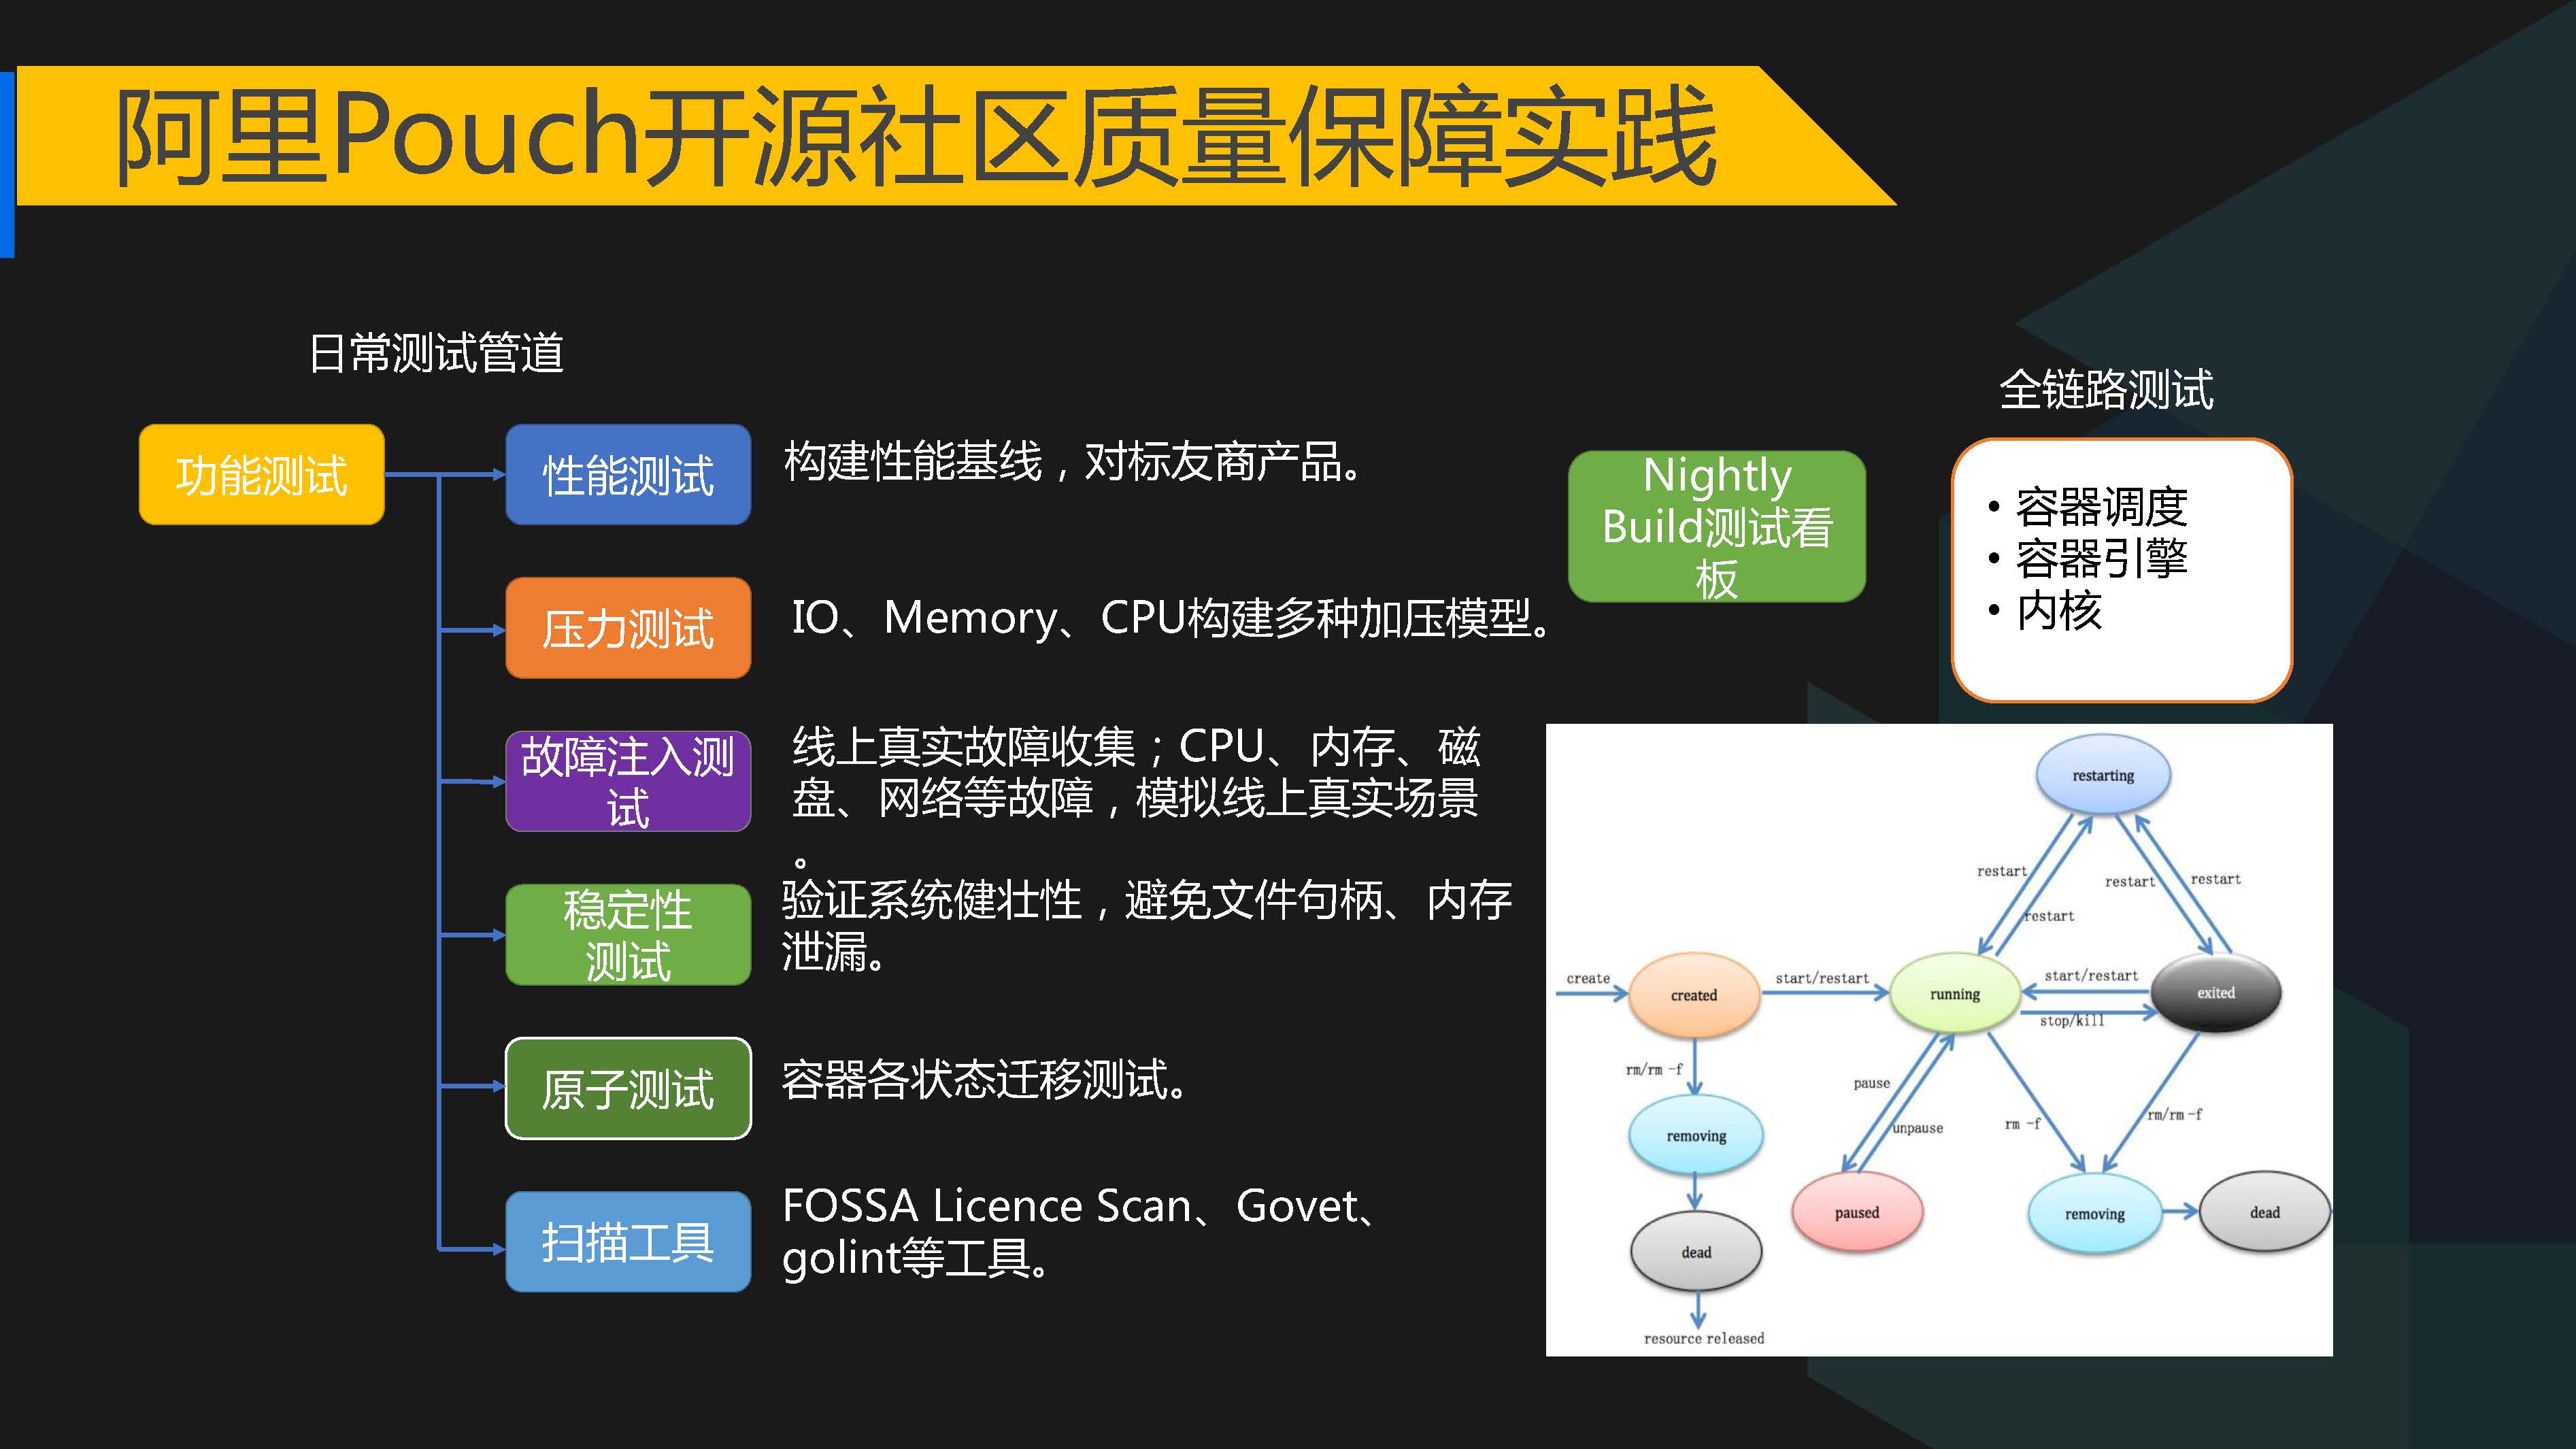 阿里Pouch开源社区质量保障实践
日常测试管道
功能测试
性能测试
构建性能基线，对标友商产品。
压力测试
IO、Memory、CPU构建多种加压模型。
故障注入测
试
线上真实故障收集；CPU、内存、磁
盘、网络等故障，模拟线上真实场景
。
稳定性
测试
验证系统健壮性，避免文件句柄、内存
泄漏。
原子测试
容器各状态迁移测试。
扫描工具
FOSSA Licence Scan、Govet、
golint等工具。
Nightly
Build测试看
板
全链路测试
• 容器调度
• 容器引擎
• 内核
restarting
restart
restart
restart
restart
create
created
start/restart
running
start/restart
stop/kill
exited
rm/rm -f
removing
dead
resource released
pause
unpause
paused
rm -f
rm/rm -f
removing
dead